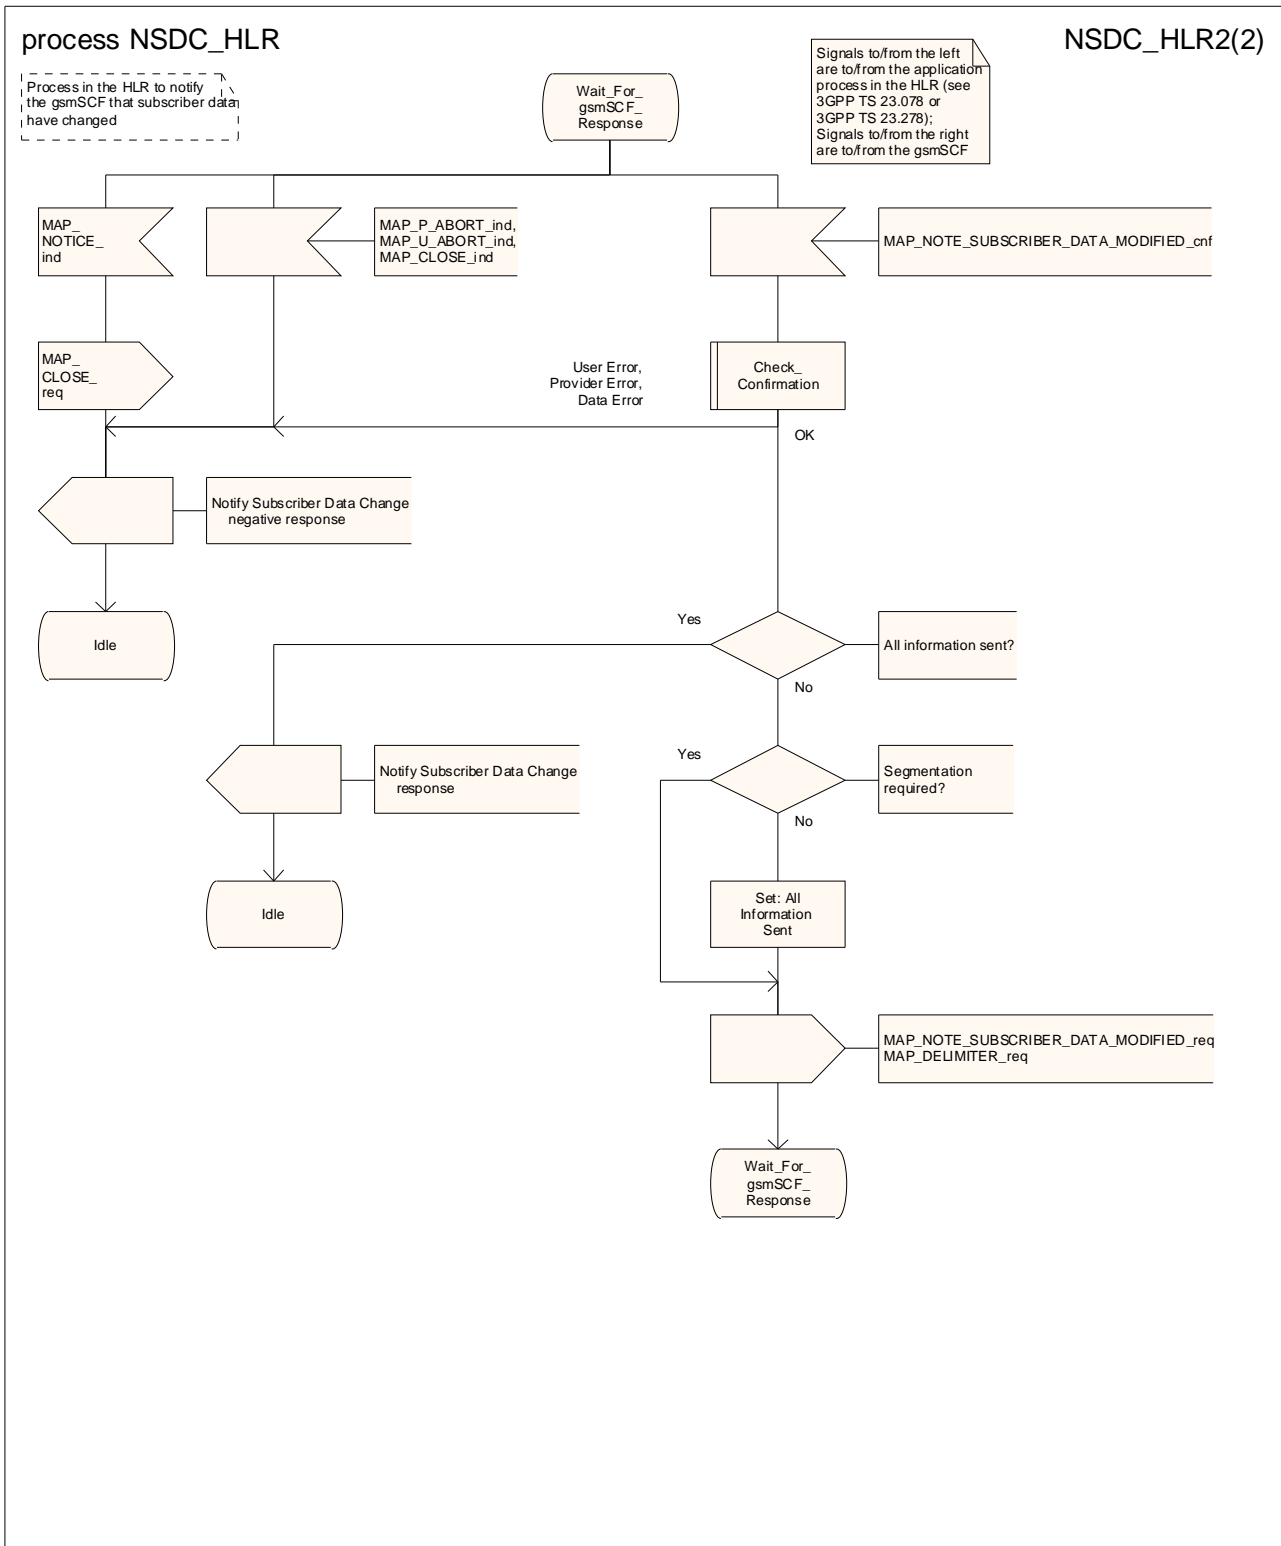 process NSDC_HLR
NSDC_HLR2(2)
Process in the HLR to notify
the gsmSCF that subscriber data
have changed
Wait_For_
gsmSCF_
Response
Signals to/from the left
are to/from the application
process in the HLR (see
3GPP TS 23.078 or
3GPP TS 23.278);
Signals to/from the right
are to/from the gsmSCF
MAP_
NOTICE_
ind
MAP_P_ABORT_ind,
MAP_U_ABORT_ind,
MAP_CLOSE_ind
MAP_NOTE_SUBSCRIBER_DATA_MODIFIED_cnf
MAP_
CLOSE_
req
User Error,
Provider Error,
Data Error
Check_
Confirmation
OK
Notify Subscriber Data Change
negative response
Idle
Yes
All information sent?
No
Notify Subscriber Data Change
response
Yes
Segmentation
required?
No
Idle
Set: All
Information
Sent
MAP_NOTE_SUBSCRIBER_DATA_MODIFIED_req
MAP_DELIMITER_req
Wait_For_
gsmSCF_
Response